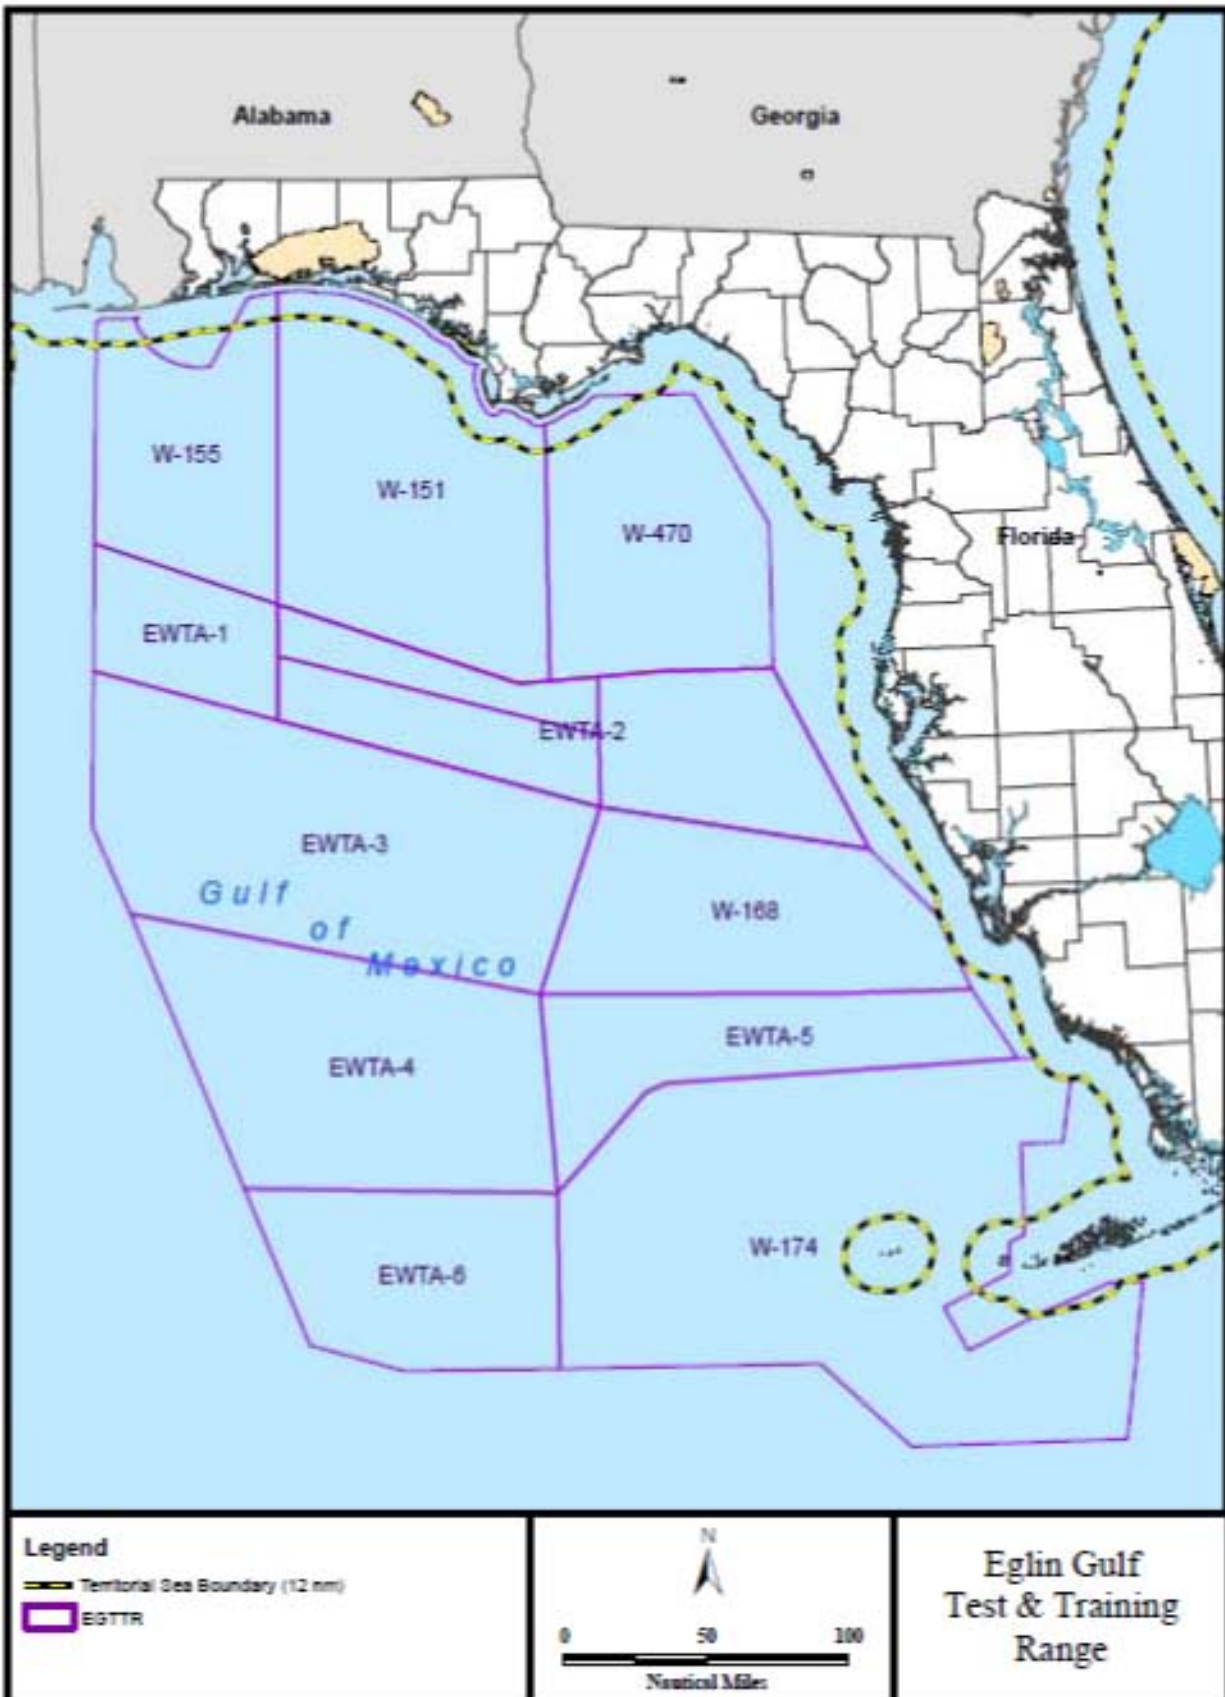 Alabama
Georgia
Florida
W-155
W-151
W-470
EWTA-1
EWTA-2
EWTA-3
Gulf
of
Mexico
W-168
EWTA-5
EWTA-4
W-174
EWTA-6
Legend
Territorial Sea Boundary (12 nm)
EGTTR
N
0 50 100
Nautical Miles
Eglin Gulf
Test & Training
Range